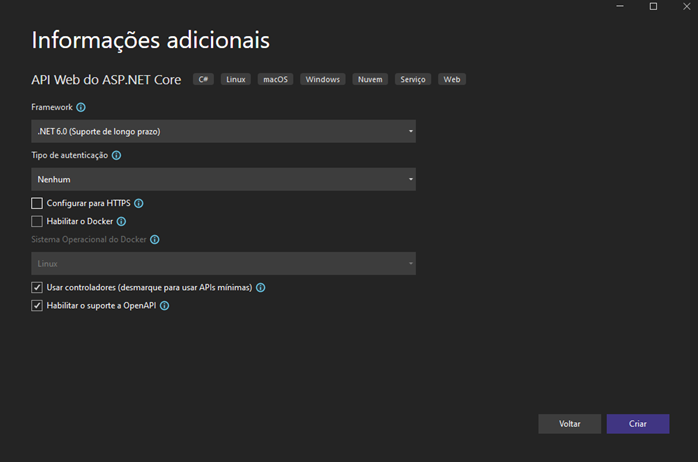 Informações adicionais
API Web do ASP.NET Core C# Linux macOS Windows Nuvem Serviço Web
Framework
.NET 6.0 (Suporte de longo prazo)
Tipo de autenticação
Nenhum
Configurar para HTTPS
Habilitar o Docker
Sistema Operacional do Docker
Linux
Usar controladores (desmarque para usar APIs mínimas)
Habilitar o suporte a OpenAPI
Voltar Criar